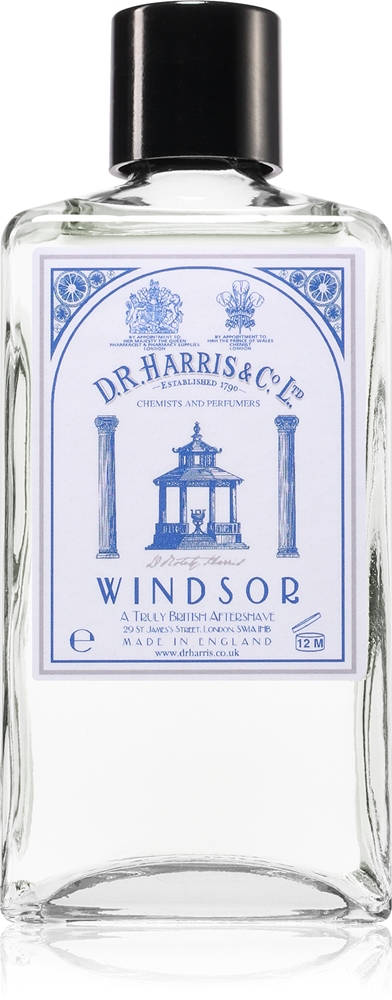 BY APPOINTMENT TO
HER MAJESTY THE QUEEN
PHARMACIST & PHARMACY SUPPLIES
LONDON
BY APPOINTMENT TO
HRH THE PRINCE OF WALES
CHEMIST
LONDON
D.R. HARRIS & Co. LTD
ESTABLISHED 1790
CHEMISTS AND PERFUMERS
WINDSOR
A TRULY BRITISH AFTERSHAVE
29 ST JAMES'S STREET, LONDON, SW1A 1HB
MADE IN ENGLAND
www.drharris.co.uk
e
12 M